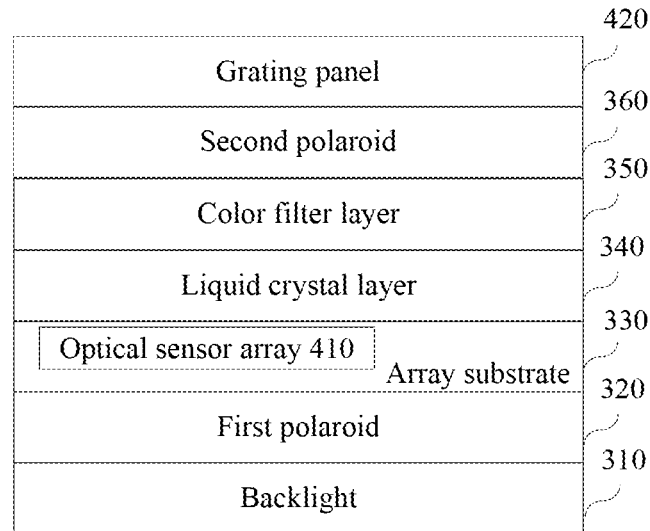 420
Grating panel
360
Second polaroid
350
Color filter layer
340
Liquid crystal layer
330
Optical sensor array 410
Array substrate
320
First polaroid
310
Backlight